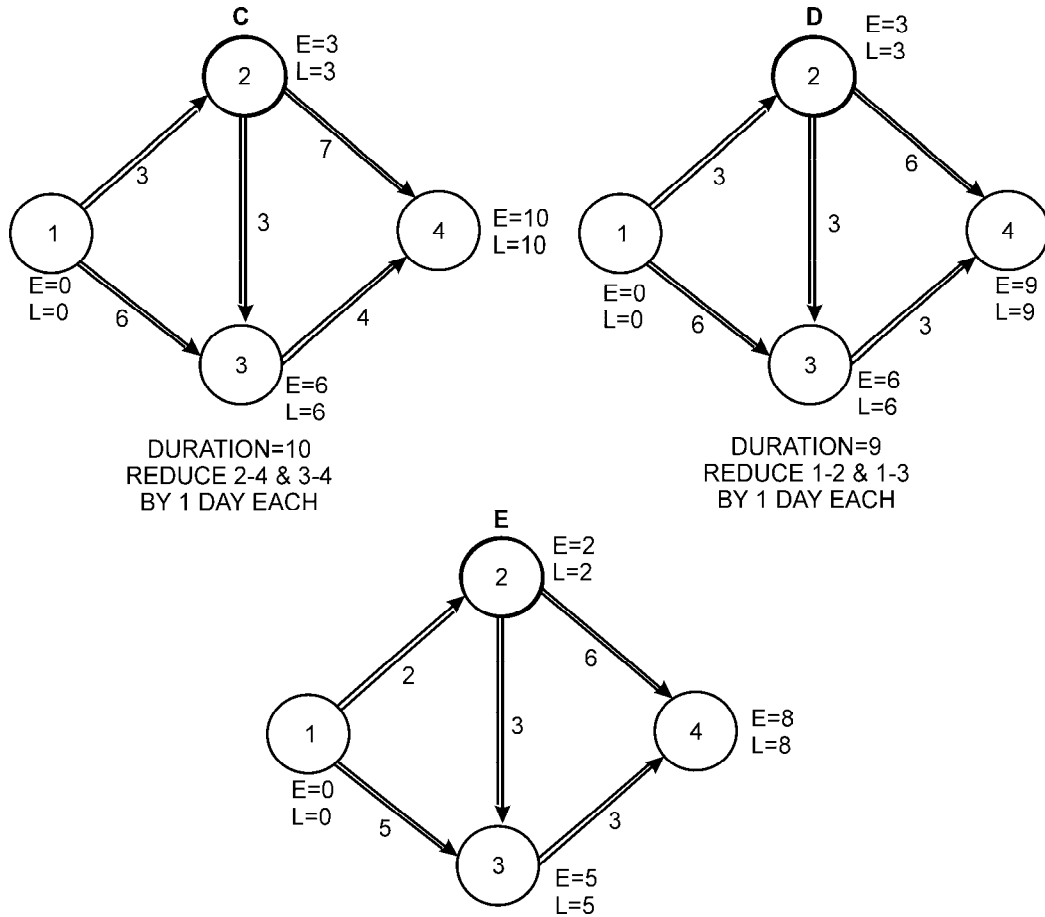 C
E=3
L=3
2
3
7
1
3
4
E=10
L=10
E=0
L=0
6
4
3
E=6
L=6
DURATION=10
REDUCE 2-4 & 3-4
BY 1 DAY EACH
D
E=3
L=3
2
3
6
1
3
4
E=0
L=0
6
3
E=9
L=9
3
E=6
L=6
DURATION=9
REDUCE 1-2 & 1-3
BY 1 DAY EACH
E
E=2
L=2
2
2
6
1
3
4
E=8
L=8
E=0
L=0
5
3
3
E=5
L=5